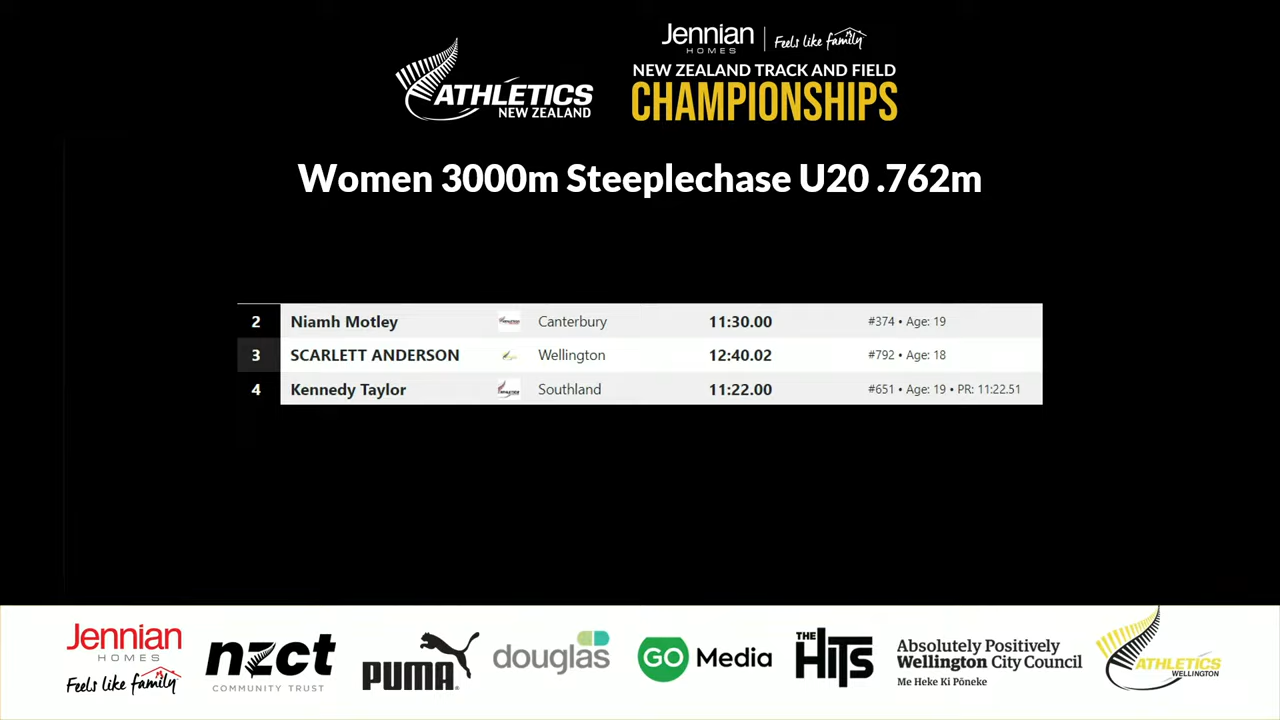 Jennian HOMES Feels like family
ATHLETICS NEW ZEALAND
NEW ZEALAND TRACK AND FIELD
CHAMPIONSHIPS
Women 3000m Steeplechase U20 .762m
2 Niamh Motley Canterbury 11:30.00 #374 • Age: 19
3 SCARLETT ANDERSON Wellington 12:40.02 #792 • Age: 18
4 Kennedy Taylor Southland 11:22.00 #651 • Age: 19 • PR: 11:22.51
Jennian
HOMES
Feels like family
nzct
COMMUNITY TRUST
PUMA
douglas
GO Media
THE HITS
Absolutely Positively
Wellington City Council
Me Heke Ki Pōneke
ATHLETICS
WELLINGTON